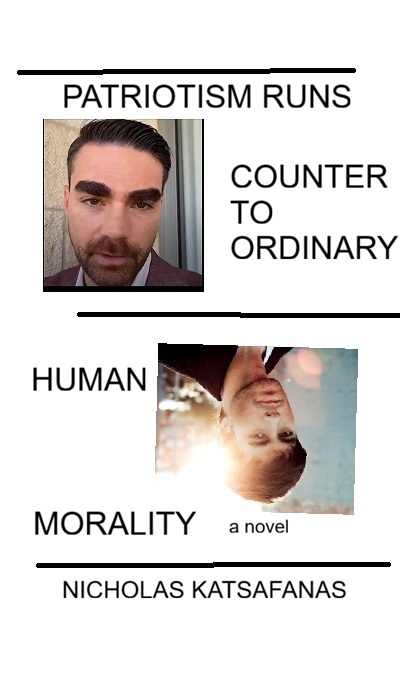 PATRIOTISM RUNS
COUNTER
TO
ORDINARY
HUMAN
MORALITY
a novel
NICHOLAS KATSAFANAS